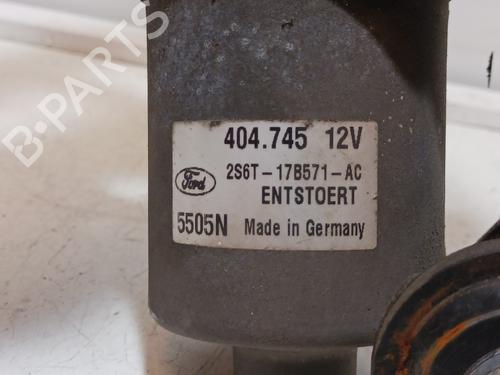 B-PARTS
404.745 12V
Ford
2S6T-17B571-AC
ENTSTOERT
5505N Made in Germany